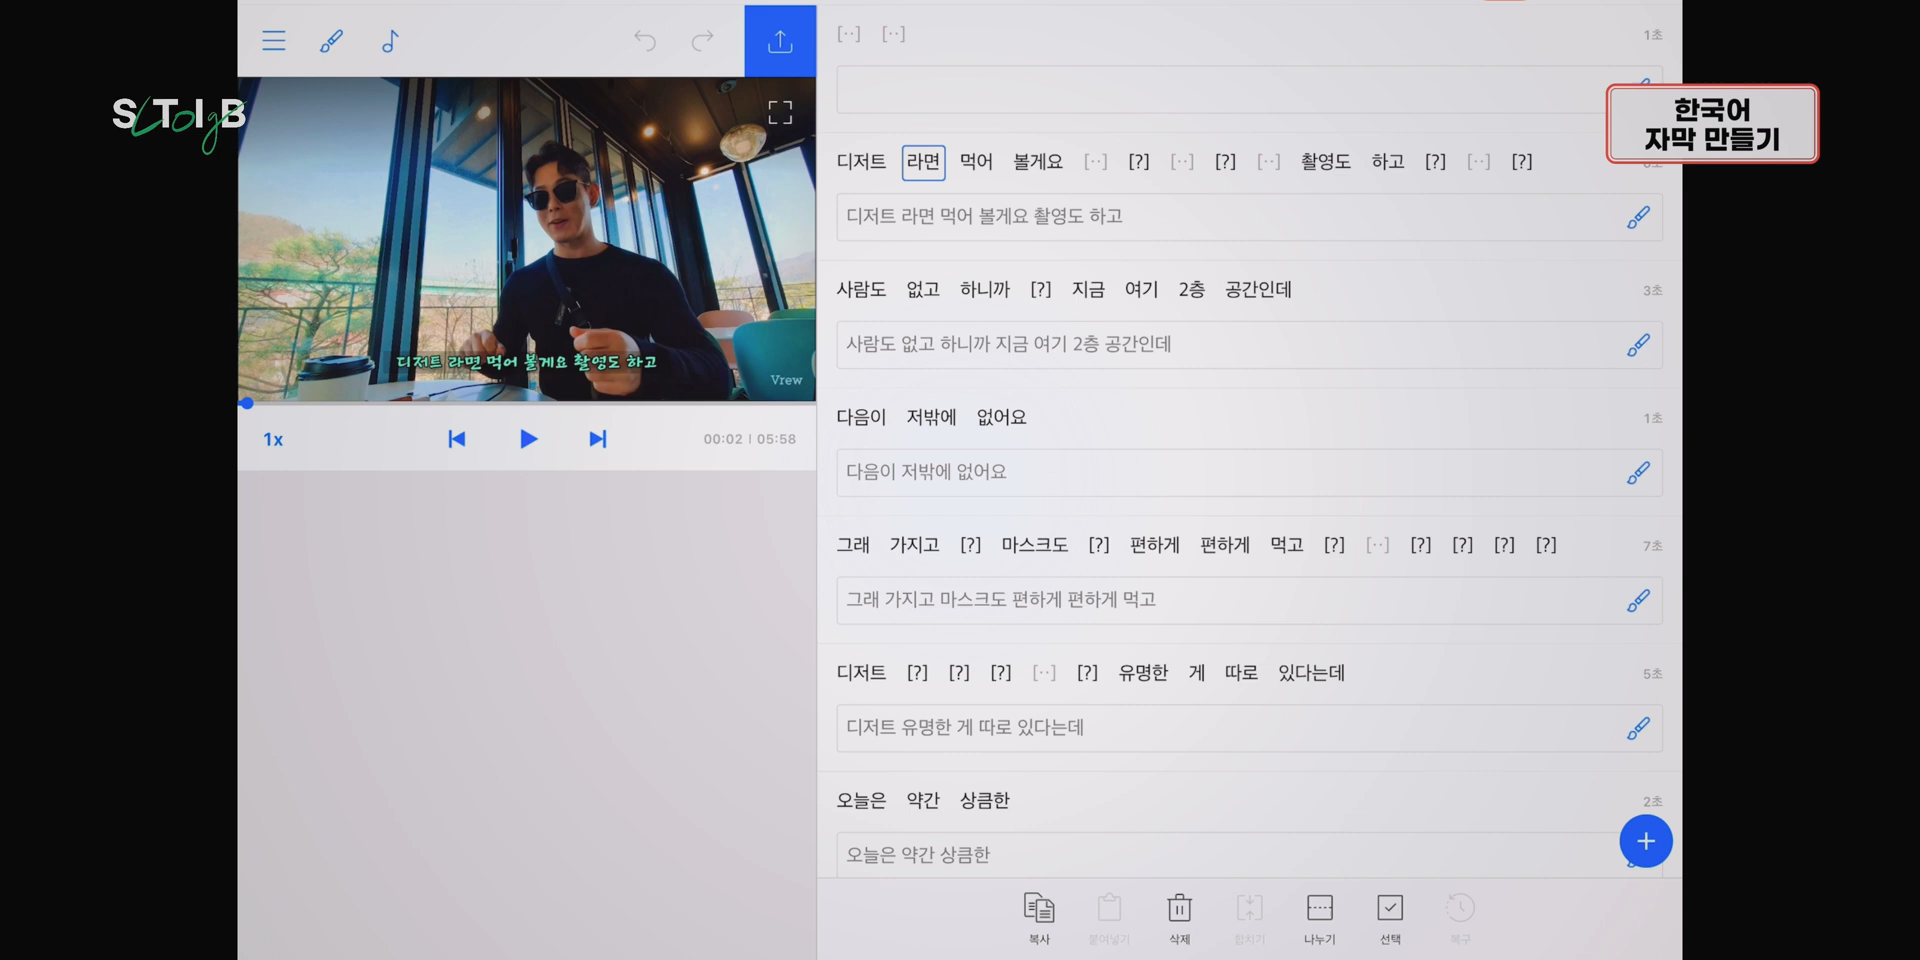 STIB
log
한국어
자막 만들기
디저트 라면 먹어 볼게요 촬영도 하고
Vrew
1x
00:02 | 05:58
[··] [··] 1초
디저트 라면 먹어 볼게요 [··] [?] [··] [?] [··] 촬영도 하고 [?] [··] [?]
디저트 라면 먹어 볼게요 촬영도 하고
사람도 없고 하니까 [?] 지금 여기 2층 공간인데 3초
사람도 없고 하니까 지금 여기 2층 공간인데
다음이 저밖에 없어요 1초
다음이 저밖에 없어요
그래 가지고 [?] 마스크도 [?] 편하게 편하게 먹고 [?] [··] [?] [?] [?] [?] 7초
그래 가지고 마스크도 편하게 편하게 먹고
디저트 [?] [?] [?] [··] [?] 유명한 게 따로 있다는데 5초
디저트 유명한 게 따로 있다는데
오늘은 약간 상큼한 2초
오늘은 약간 상큼한
복사 붙여넣기 삭제 합치기 나누기 선택 복구